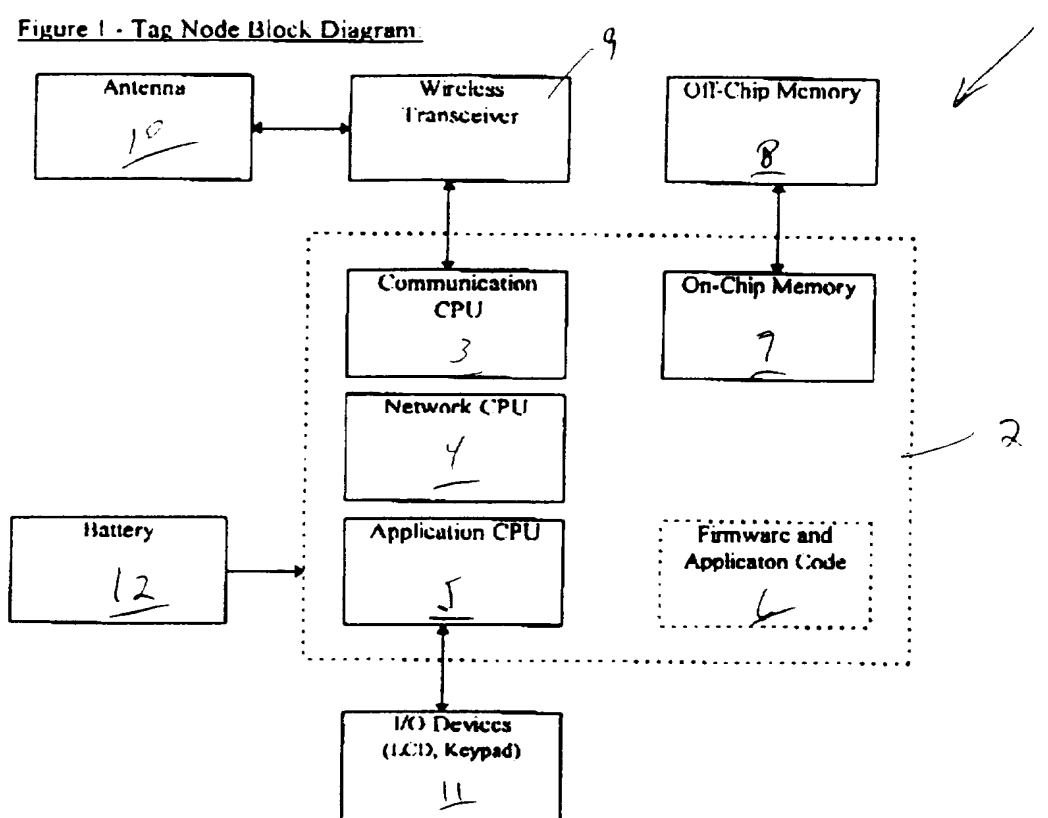 Figure 1 - Tag Node Block Diagram:
9
Antenna
10
Wireless
Transceiver
Off-Chip Memory
8
Communication
CPU
3
On-Chip Memory
7
Network CPU
4
2
Battery
12
Application CPU
5
Firmware and
Applicaton Code
6
I/O Devices
(LCD, Keypad)
11